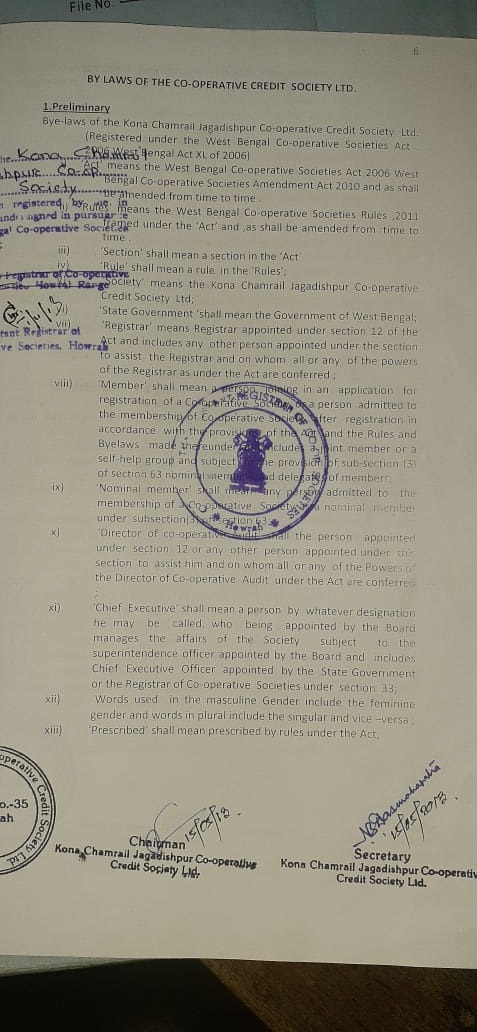 File No
6
BY LAWS OF THE CO-OPERATIVE CREDIT SOCIETY LTD.
1.Preliminary
Bye-laws of the Kona Chamrail Jagadishpur Co-operative Credit Society Ltd.
(Registered under the West Bengal Co-operative Societies Act
2006 West Bengal Act XL of 2006)
'Act' means the West Bengal Co-operative Societies Act 2006 West
Bengal Co-operative Societies Amendment Act 2010 and as shall
be amended from time to time .
'Rules' means the West Bengal Co-operative Societies Rules ,2011
framed under the 'Act' and ,as shall be amended from time to
time .
iii) 'Section' shall mean a section in the 'Act'
iv) 'Rule' shall mean a rule in the 'Rules';
'Society' means the Kona Chamrail Jagadishpur Co-operative
Credit Society Ltd;
'State Government 'shall mean the Government of West Bengal;
vii) 'Registrar' means Registrar appointed under section 12 of the
Act and includes any other person appointed under the section
to assist the Registrar and on whom all or any of the powers
of the Registrar as under the Act are conferred ;
viii) 'Member' shall mean a person joining in an application for
registration of a Co-operative Society or a person admitted to
the membership of Co-operative Society after registration in
accordance with the provisions of the Act and the Rules and
Byelaws made thereunder includes member or a
self-help group and subject provision of sub-section (3)
of section 63 nominal member and delegates of member;
ix) 'Nominal member' shall mean any person admitted to the
membership of a Co-operative Society nominal member
under subsection(3) section 63
x) 'Director of co-operative Audit' shall the person appointed
under section 12 or any other person appointed under this
section to assist him and on whom all or any of the Powers of
the Director of Co-operative Audit under the Act are conferred
;
xi) 'Chief Executive' shall mean a person by whatever designation
he may be called, who being appointed by the Board
manages the affairs of the Society subject to the
superintendence officer appointed by the Board and includes
Chief Executive Officer appointed by the State Government
or the Registrar of Co-operative Societies under section 33;
xii) Words used in the masculine Gender include the feminine
gender and words in plural include the singular and vice –versa ;
xiii) 'Prescribed' shall mean prescribed by rules under the Act;
the Kona Cham
shpur Co-op
Society
registered by me in
and signed in pursuance
gal Co-operative Societies
Registrar of Co-operative
Howrah Range
tant Registrar of
ve Societies, Howrah
REGISTRAR OF CO-OP SOCIETIES
Howrah
operative Credit Society Ltd.
o.-35
ah
15/05/13
Chairman
Kona Chamrail Jagadishpur Co-operative
Credit Society Ltd.
15/05/2013
Secretary
Kona Chamrail Jagadishpur Co-operativ
Credit Society Ltd.